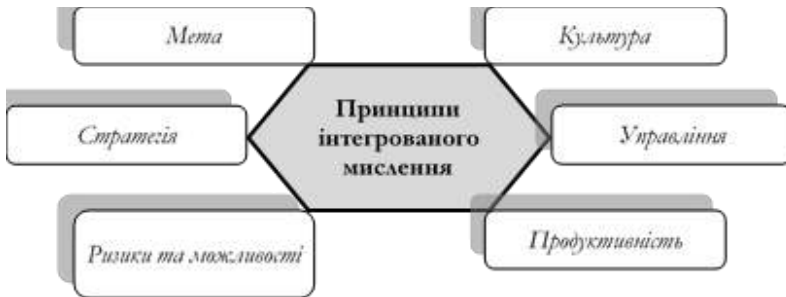 Мета
Культура
Принципи
інтегрованого
мислення
Стратегія
Управління
Ризики та можливості
Продуктивність